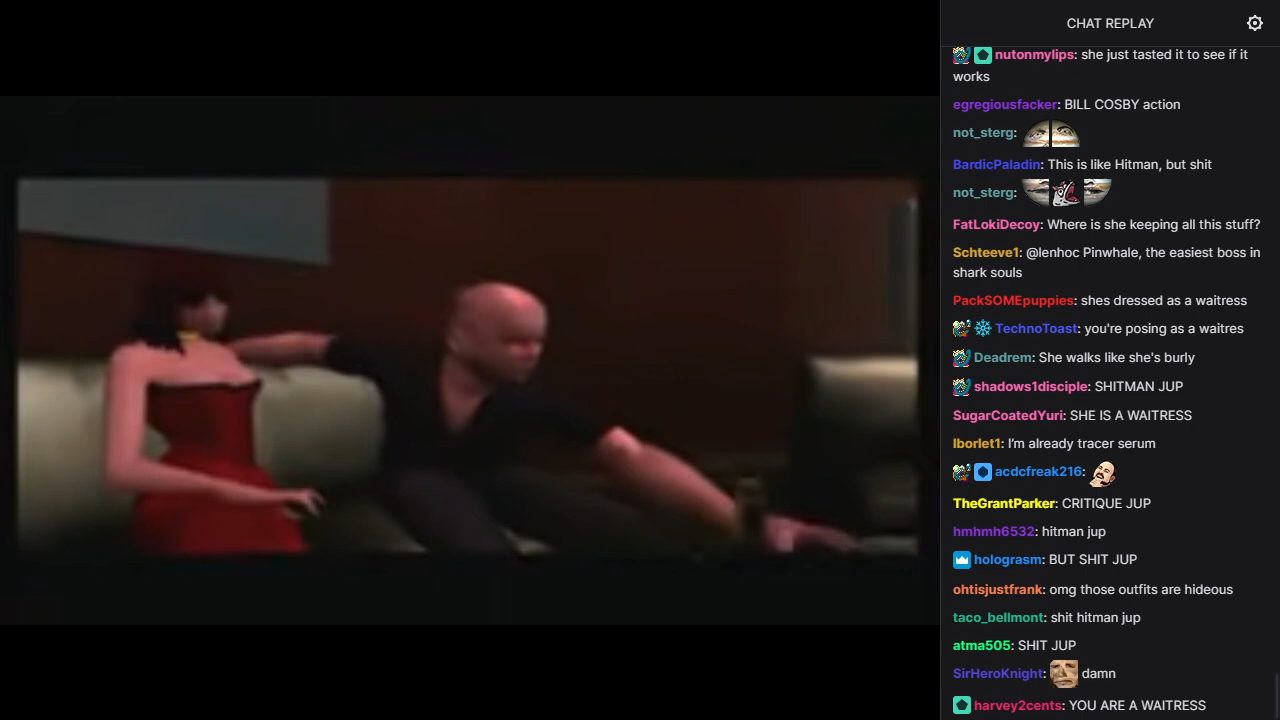 CHAT REPLAY
nutonmylips: she just tasted it to see if it
works
egregiousfacker: BILL COSBY action
not_sterg:
BardicPaladin: This is like Hitman, but shit
not_sterg:
FatLokiDecoy: Where is she keeping all this stuff?
Schteeve1: @lenhoc Pinwhale, the easiest boss in
shark souls
PackSOMEpuppies: shes dressed as a waitress
TechnoToast: you're posing as a waitres
Deadrem: She walks like she's burly
shadows1disciple: SHITMAN JUP
SugarCoatedYuri: SHE IS A WAITRESS
lborlet1: I'm already tracer serum
acdcfreak216:
TheGrantParker: CRITIQUE JUP
hmhmh6532: hitman jup
holograsm: BUT SHIT JUP
ohtisjustfrank: omg those outfits are hideous
taco_bellmont: shit hitman jup
atma505: SHIT JUP
SirHeroKnight: damn
harvey2cents: YOU ARE A WAITRESS